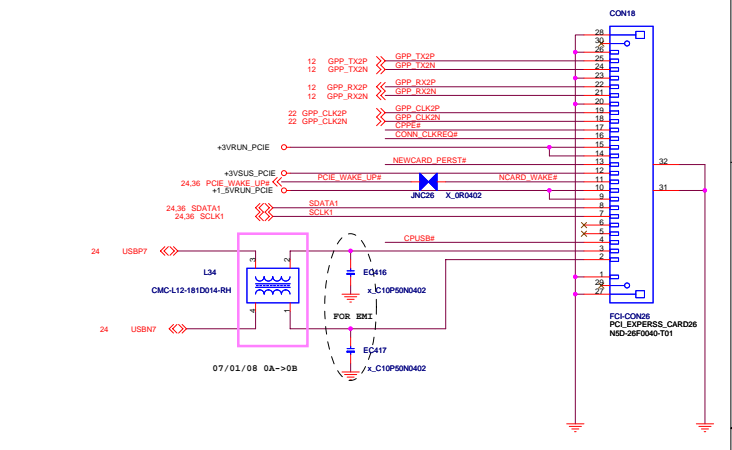 CON18
28
30
26
12 GPP_TX2P GPP_TX2P 25
12 GPP_TX2N GPP_TX2N 24
23
12 GPP_RX2P GPP_RX2P 22
12 GPP_RX2N GPP_RX2N 21
20
22 GPP_CLK2P GPP_CLK2P 19
22 GPP_CLK2N GPP_CLK2N 18
CPPE# 17
CONN_CLKREQ# 16
+3VRUN_PCIE 15
14
NEWCARD_PERST# 13 32
+3VSUS_PCIE 12
24,36 PCIE_WAKE_UP# PCIE_WAKE_UP# NCARD_WAKE# 11
+1_5VRUN_PCIE 10 31
JNC26 X_0R0402 9
24,36 SDATA1 SDATA1 8
24,36 SCLK1 SCLK1 7
6
5
CPUSB# 4
24 USBP7 3
3 2 2
L34 EC416 1
CMC-L12-181D014-RH x_C10P50N0402 29
27
4 1
FOR EMI FCI-CON26
24 USBN7 PCI_EXPERSS_CARD26
N5D-26F0040-T01
EC417
07/01/08 0A->0B x_C10P50N0402